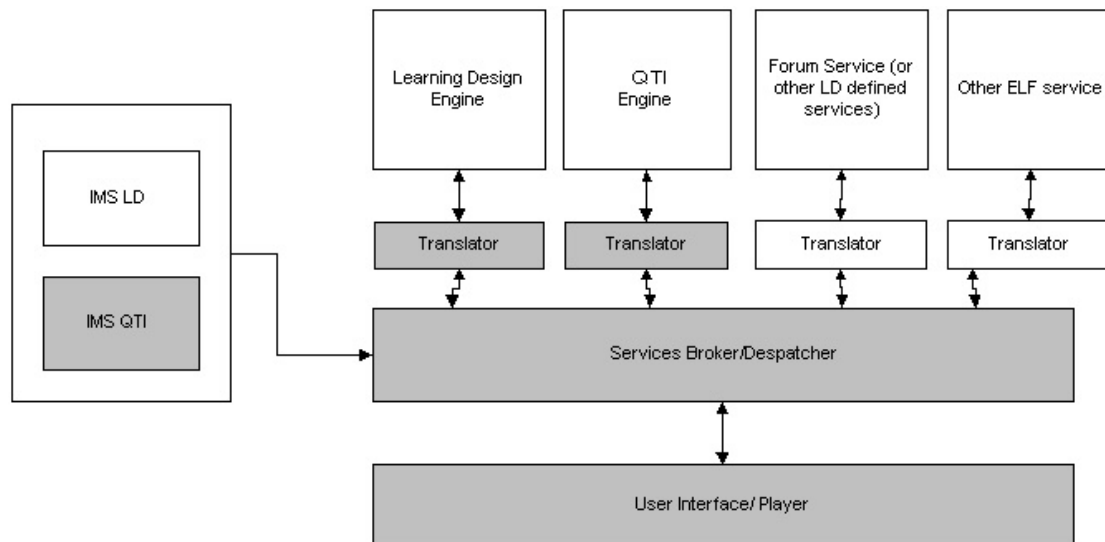 Learning Design
Engine
QTI
Engine
Forum Service (or
other LD defined
services)
Other ELF service
IMS LD
IMS QTI
Translator
Translator
Translator
Translator
Services Broker/Despatcher
User Interface/ Player